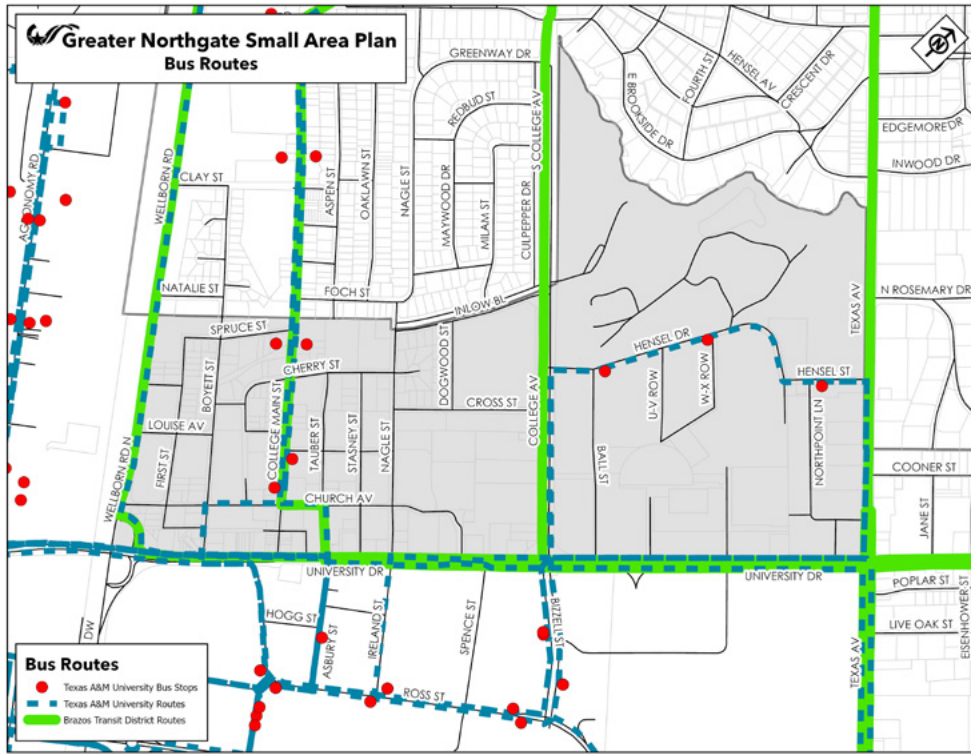 Greater Northgate Small Area Plan
Bus Routes
GREENWAY DR
REDBUD ST
FOURTH ST
HENSEL AV
CRESCENT DR
E BROOKSIDE DR
EDGEMORE DR
INWOOD DR
S COLLEGE AV
WELLBORN RD
CLAY ST
ASPEN ST
OAKLAWN ST
NAGLE ST
MAYWOOD DR
MILAM ST
CULPEPPER DR
NATALIE ST
FOCH ST
INLOW BL
TEXAS AV
N ROSEMARY DR
SPRUCE ST
CHERRY ST
DOGWOOD ST
HENSEL DR
HENSEL ST
BOYETT ST
COLLEGE MAIN ST
CROSS ST
COLLEGE AV
U-V ROW
W-X ROW
LOUISE AV
FIRST ST
TAUBER ST
STASNEY ST
NAGLE ST
BALL ST
NORTHPOINT LN
COONER ST
WELLBORN RD N
CHURCH AV
JANE ST
UNIVERSITY DR
UNIVERSITY DR
POPLAR ST
LIVE OAK ST
EISENHOWER ST
HOGG ST
ASBURY ST
IRELAND ST
SPENCE ST
BIZZELL ST
TEXAS AV
DW
ROSS ST
Bus Routes
Texas A&M University Bus Stops
Texas A&M University Routes
Brazos Transit District Routes